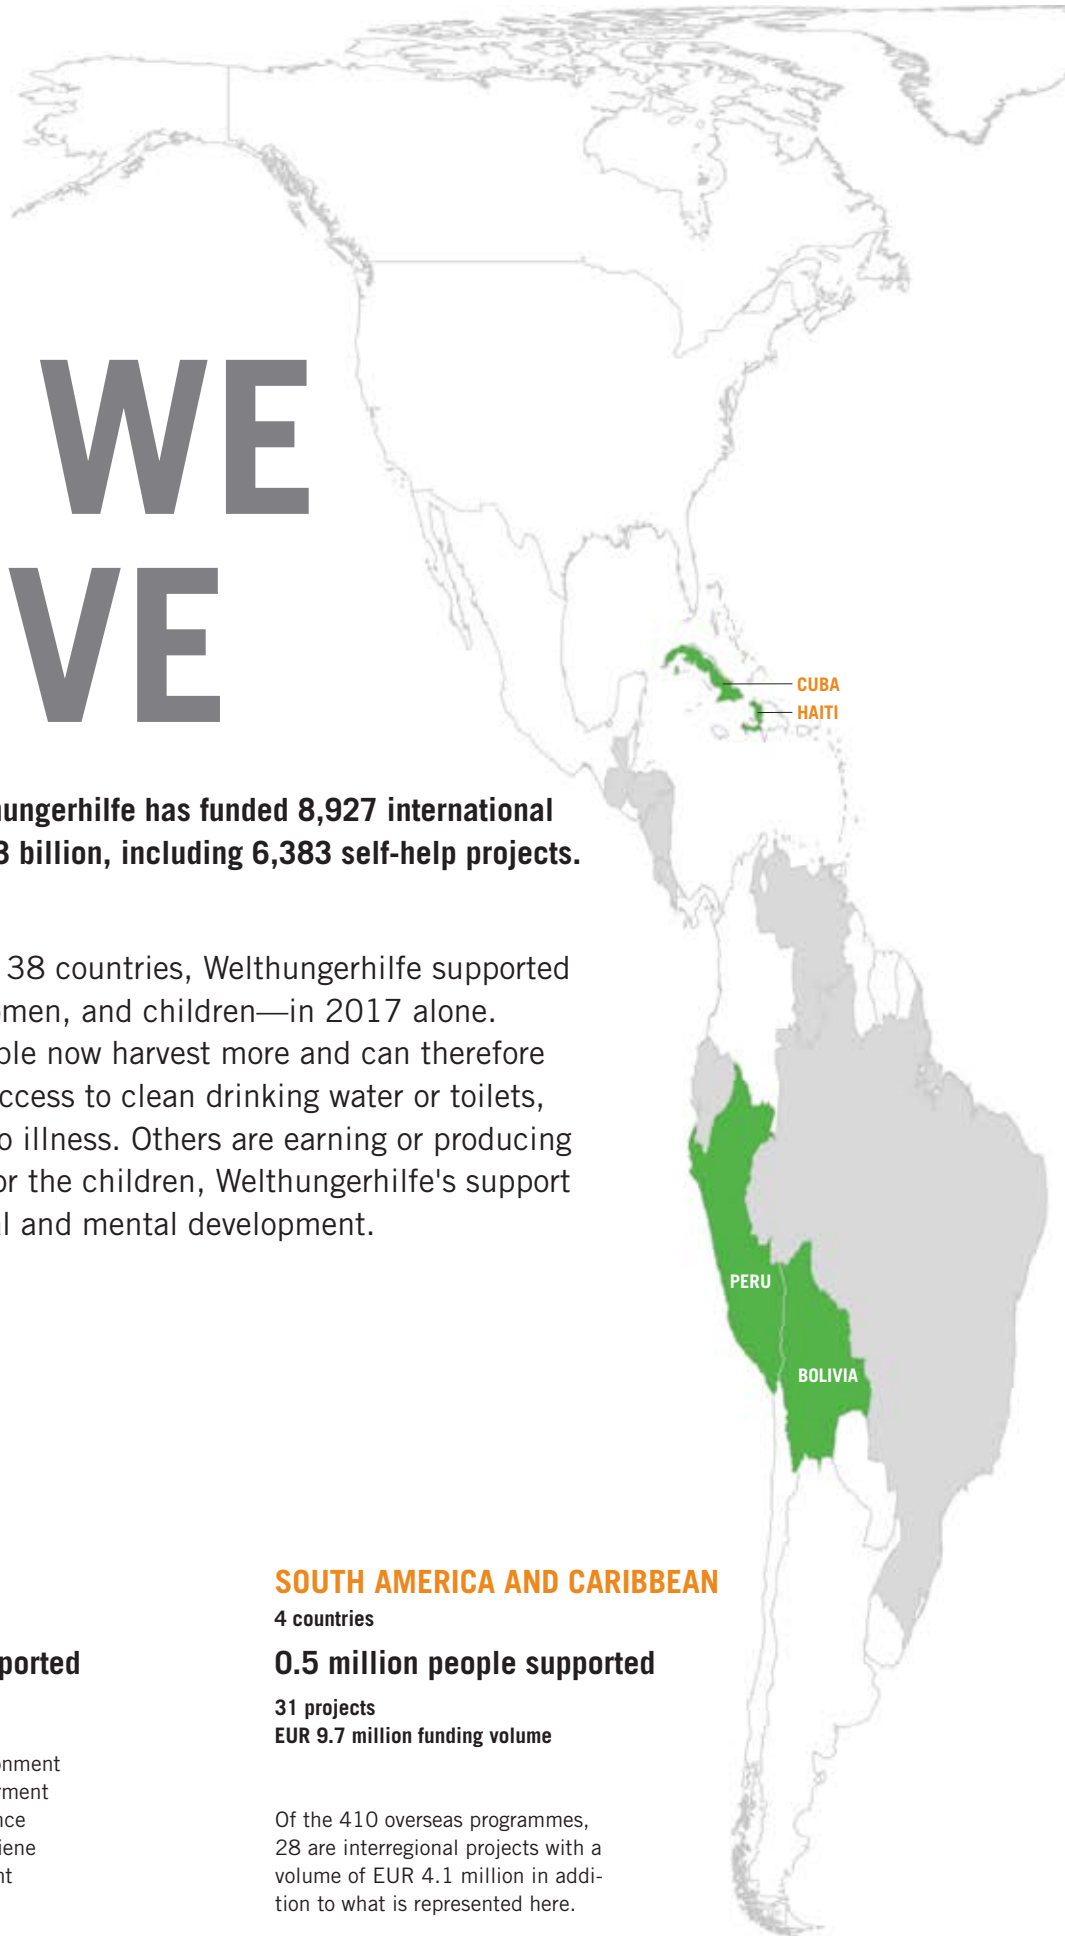 WE
VE
CUBA
HAITI
hungerhilfe has funded 8,927 international
3 billion, including 6,383 self-help projects.
38 countries, Welthungerhilfe supported
omen, and children—in 2017 alone.
ple now harvest more and can therefore
ccess to clean drinking water or toilets,
o illness. Others are earning or producing
or the children, Welthungerhilfe's support
l and mental development.
PERU
BOLIVIA
ported
onment
rment
nce
iene
nt
SOUTH AMERICA AND CARIBBEAN
4 countries
0.5 million people supported
31 projects
EUR 9.7 million funding volume
Of the 410 overseas programmes,
28 are interregional projects with a
volume of EUR 4.1 million in addi-
tion to what is represented here.